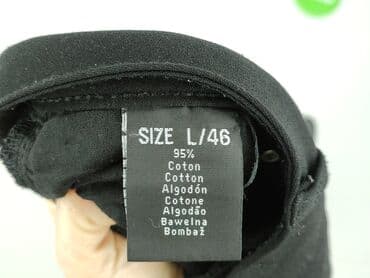 SIZE L/46
95%
Coton
Cotton
Algodón
Cotone
Algodão
Bawełna
Bombaž